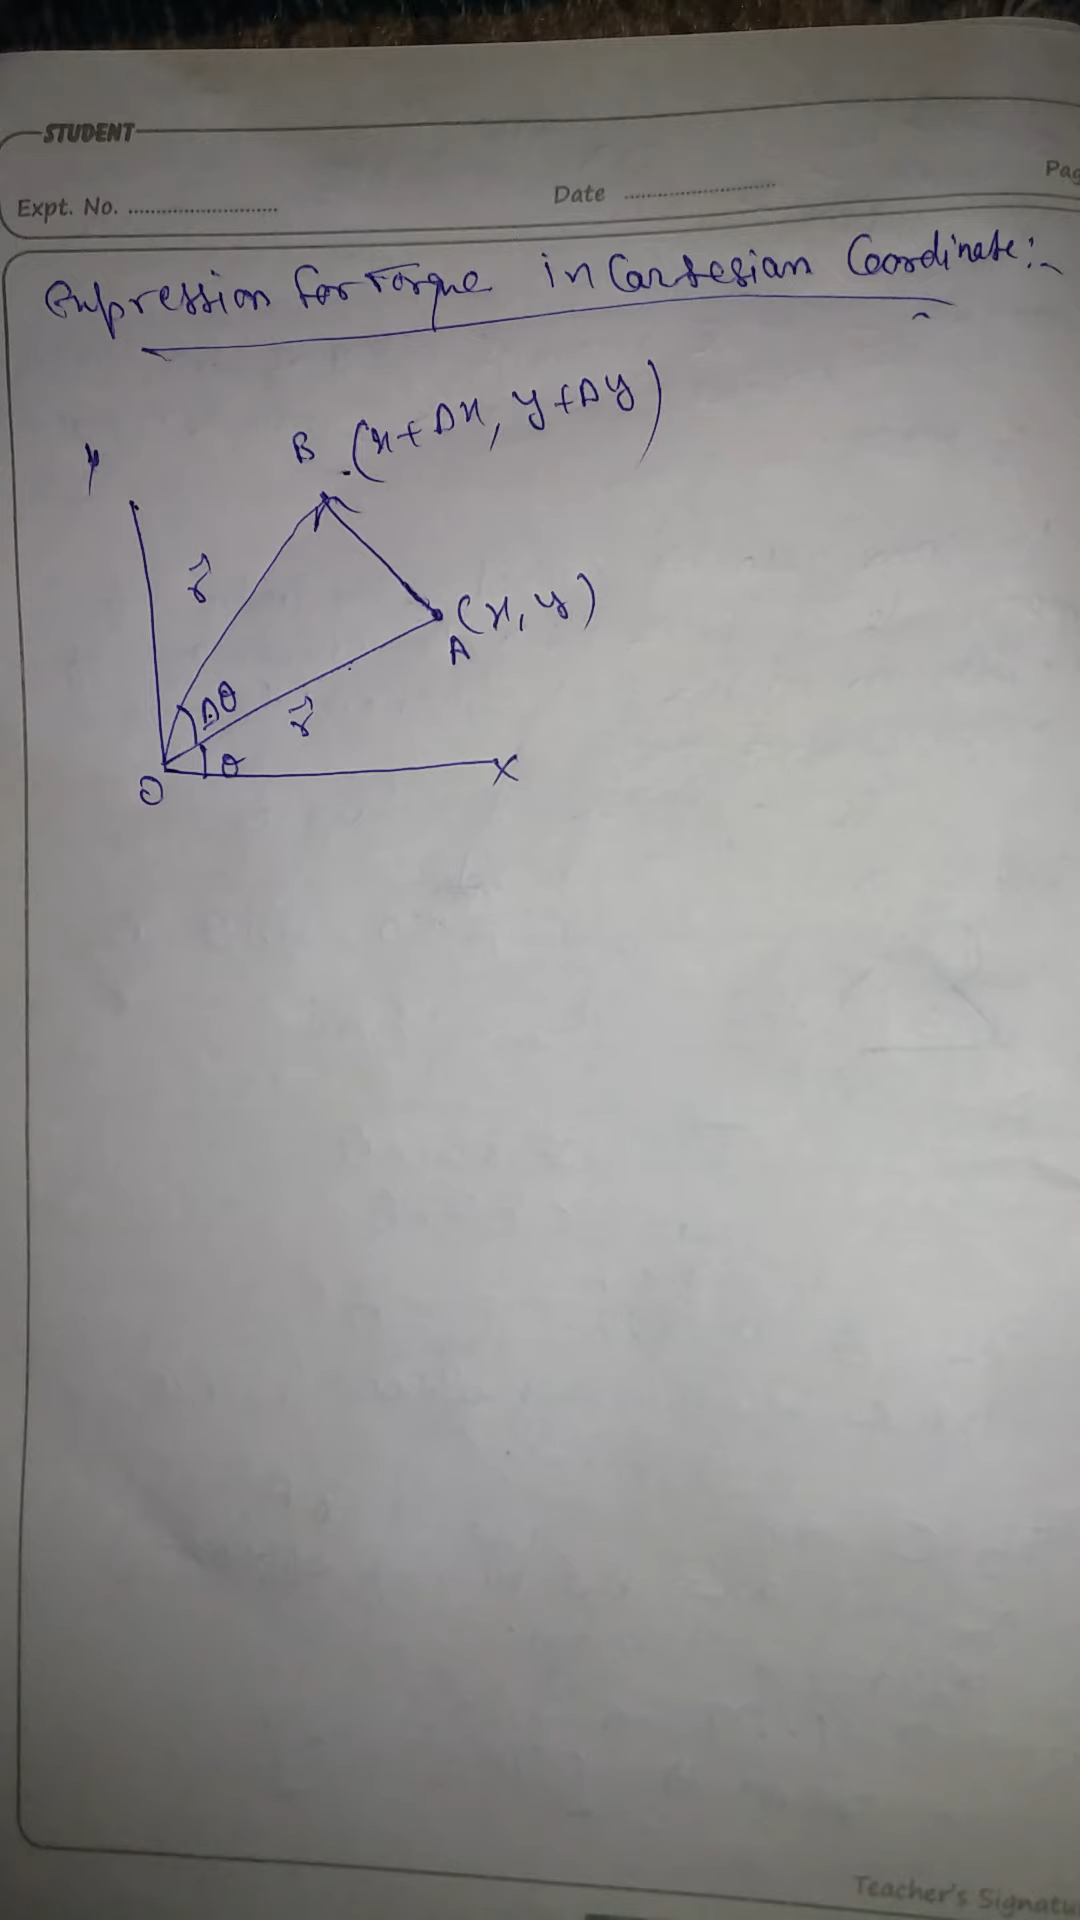 STUDENT
Pag
Expt. No. ........................... Date ...........................
Expression for Torque in Cartesian Coordinate:-
B (x+Δx, y+Δy)
y
r⃗
(x, y)
A
Δθ
r⃗
θ
O
X
Teacher's Signatu